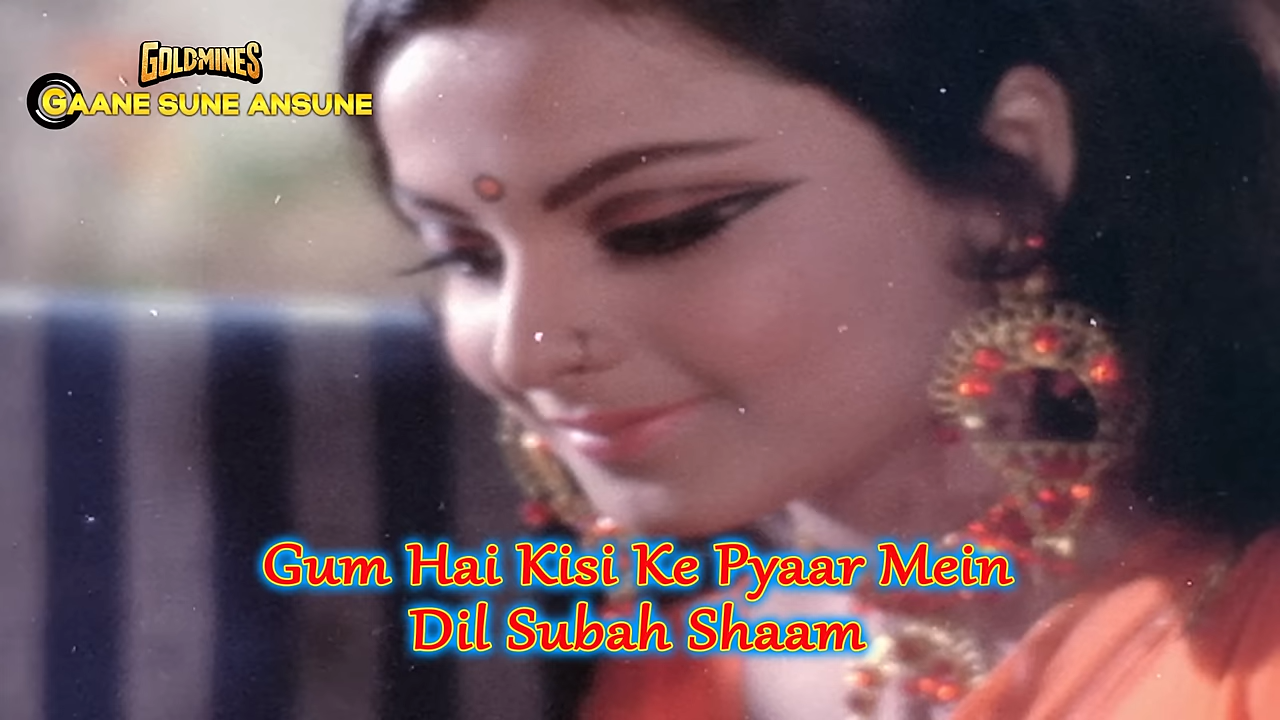 GOLDMINES
GAANE SUNE ANSUNE
Gum Hai Kisi Ke Pyaar Mein
Dil Subah Shaam